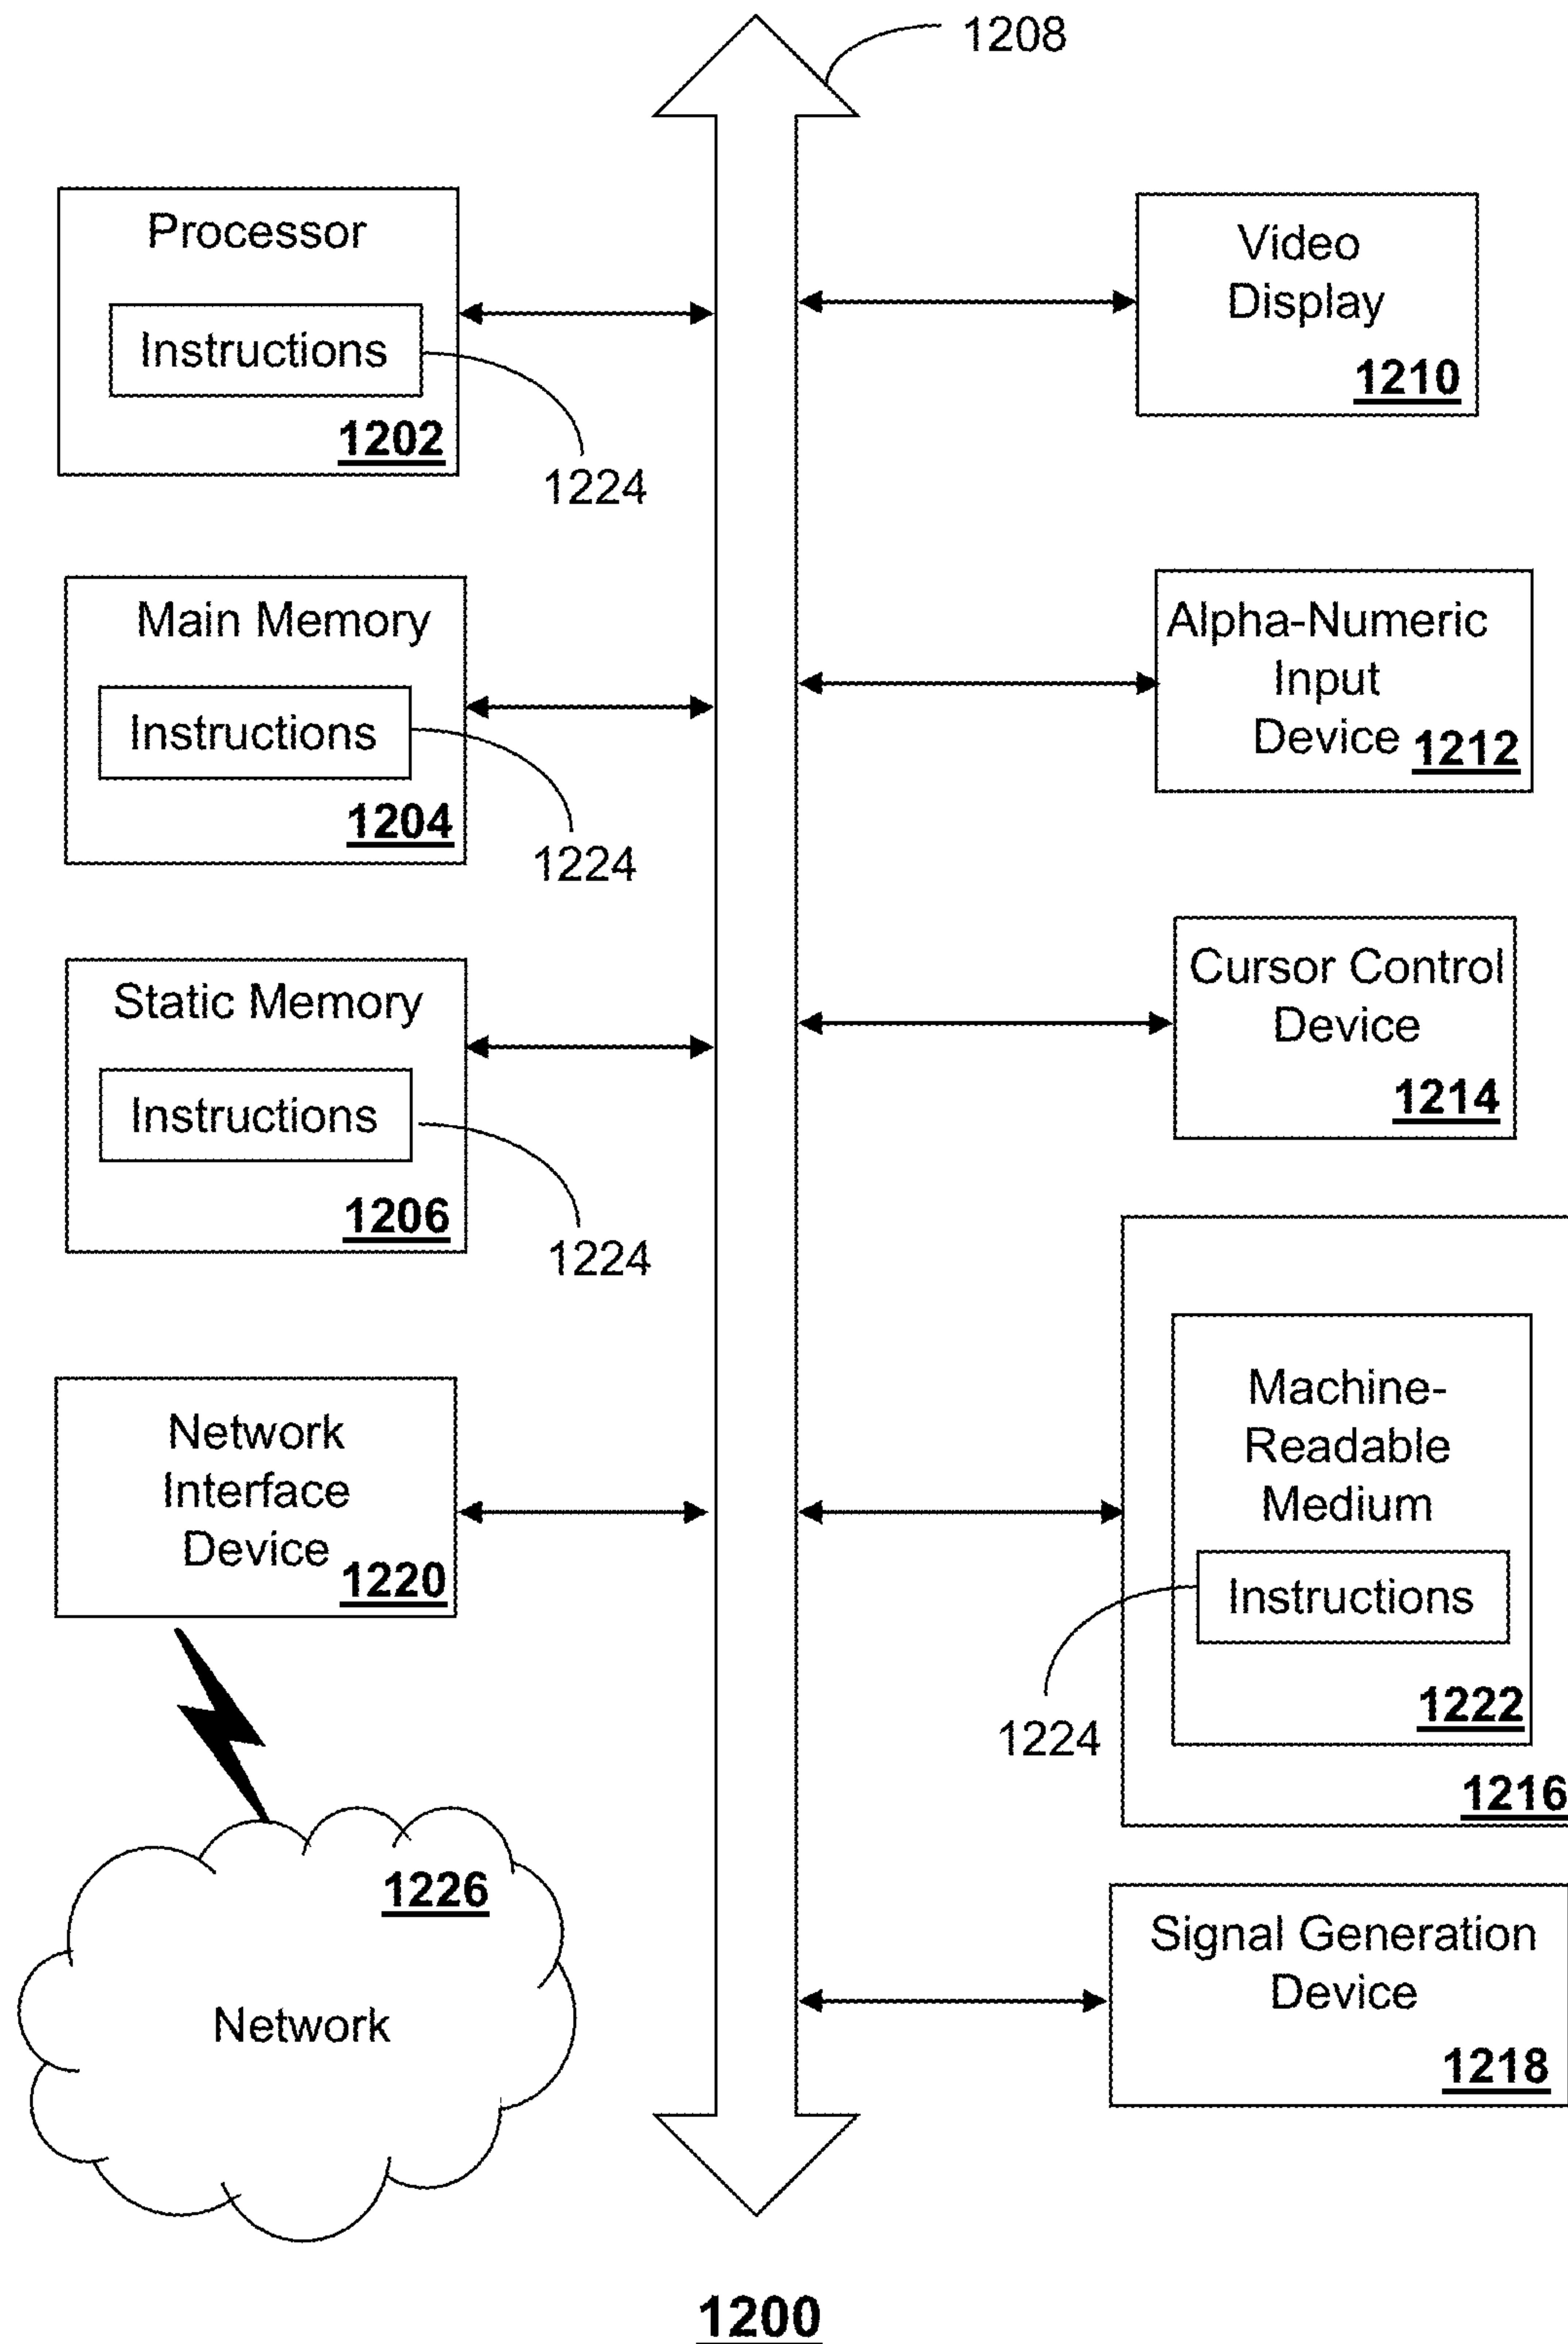 1208
Processor
Instructions
1202
1224
Main Memory
Instructions
1204
1224
Static Memory
Instructions
1206
1224
Network
Interface
Device
1220
1226
Network
Video
Display
1210
Alpha-Numeric
Input
Device
1212
Cursor Control
Device
1214
Machine-
Readable
Medium
Instructions
1224
1222
1216
Signal Generation
Device
1218
1200